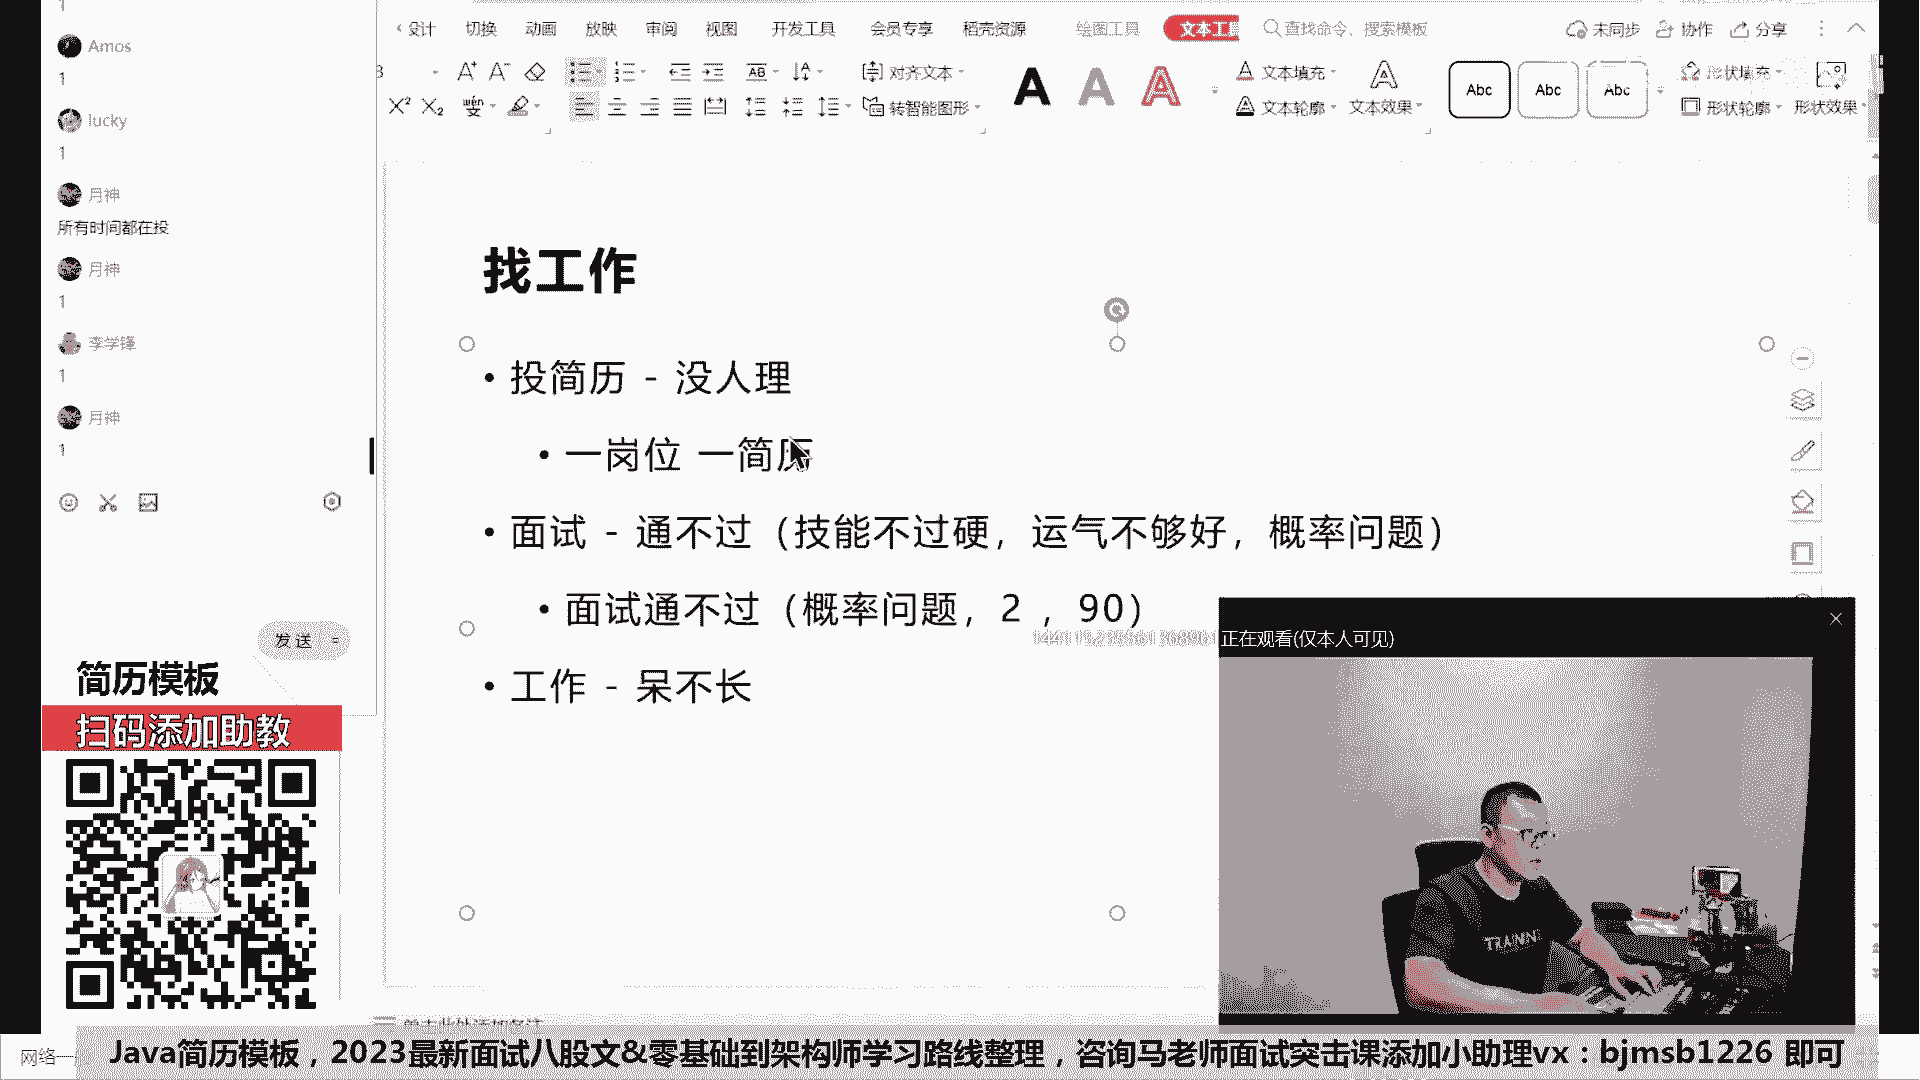 1
Amos
1
lucky
1
月神
所有时间都在投
月神
1
李学锋
1
月神
1
发送
简历模板
扫码添加助教
设计 切换 动画 放映 审阅 视图 开发工具 会员专享 稻壳资源 绘图工具 文本工具 查找命令、搜索模板 未同步 协作 分享
对齐文本 文本填充 Abc Abc Abc 形状填充
转智能图形 文本轮廓 文本效果 形状轮廓 形状效果
找工作
• 投简历 - 没人理
• 一岗位 一简历
• 面试 - 通不过（技能不过硬，运气不够好，概率问题）
• 面试通不过（概率问题，2 ，90）
• 工作 - 呆不长
正在观看(仅本人可见)
TRAINING
单击此处添加备注
网络一
Java简历模板，2023最新面试八股文&零基础到架构师学习路线整理，咨询马老师面试突击课添加小助理vx：bjmsb1226 即可